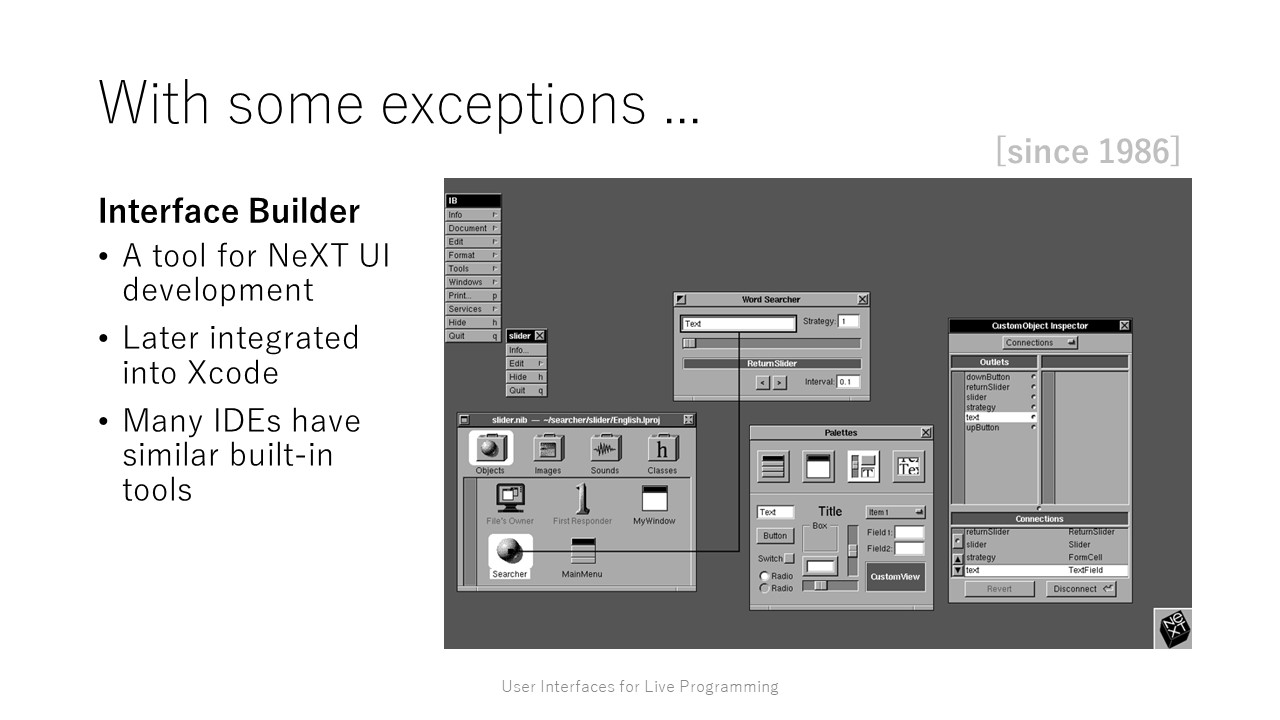 With some exceptions ...
[since 1986]
Interface Builder
• A tool for NeXT UI
development
• Later integrated
into Xcode
• Many IDEs have
similar built-in
tools
IB
Info
Document
Edit
Format
Tools
Windows
Print... p
Services
Hide h
Quit q
slider
Info...
Edit
Hide h
Quit q
Word Searcher
Text
Strategy: 1
ReturnSlider
< >
Interval: 0.1
slider.nib — ~/searcher/slider/English.lproj
Objects Images Sounds Classes
File's Owner First Responder MyWindow
Searcher MainMenu
Palettes
Text Title Item1
Button Box Field1:
Field2:
Switch
Radio
Radio
CustomView
CustomObject Inspector
Connections
Outlets
downButton
returnSlider
slider
strategy
text
upButton
Connections
returnSlider ReturnSlider
slider Slider
strategy FormCell
text TextField
Revert Disconnect
NeXT
User Interfaces for Live Programming